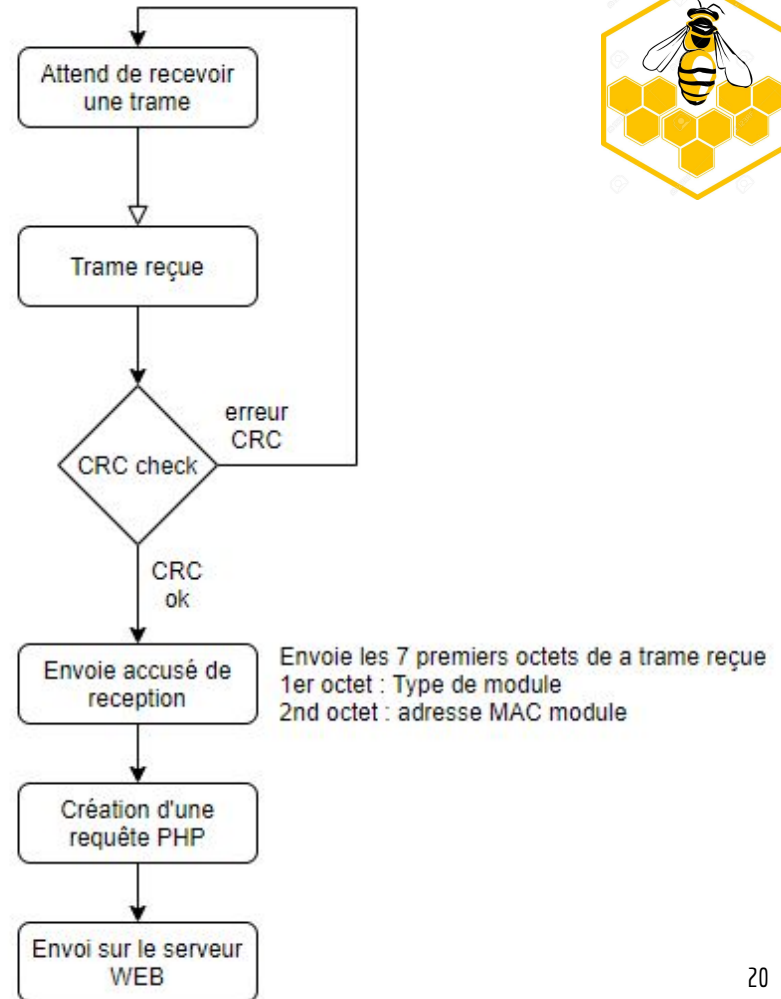 Attend de recevoir
une trame
Trame reçue
erreur
CRC
CRC check
CRC
ok
Envoie accusé de
reception
Envoie les 7 premiers octets de a trame reçue
1er octet : Type de module
2nd octet : adresse MAC module
Création d'une
requête PHP
Envoi sur le serveur
WEB
20